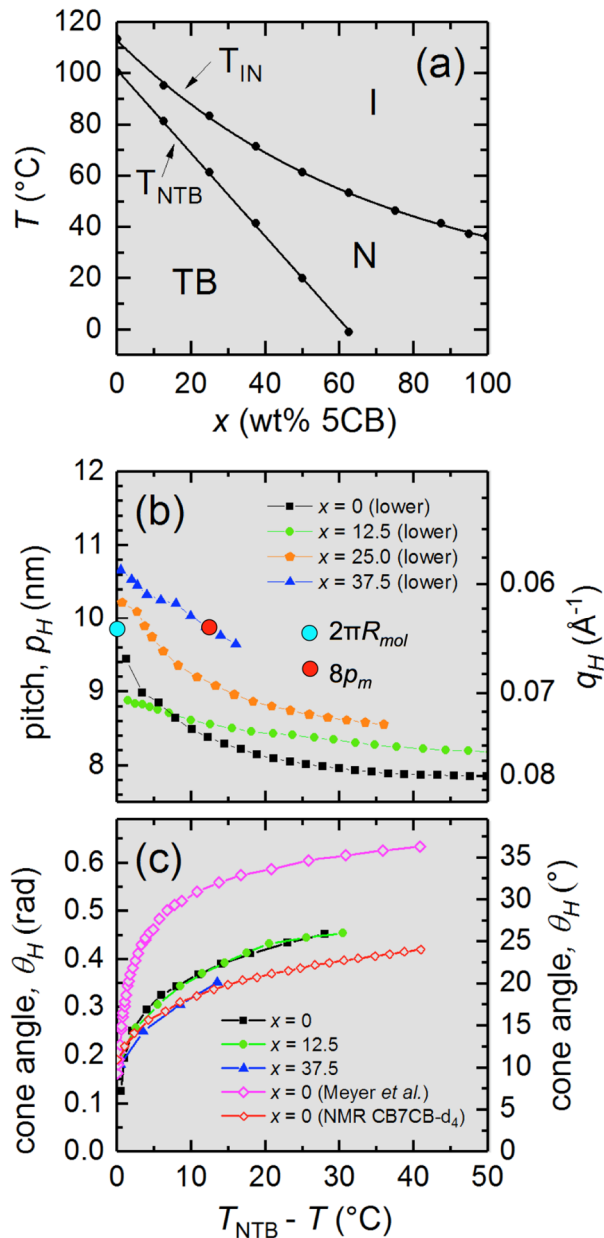 120
100
80
60
40
20
0
T (°C)
(a)
T_IN
T_NTB
I
N
TB
0 20 40 60 80 100
x (wt% 5CB)
12
11
10
9
8
pitch, p_H (nm)
(b)
x = 0 (lower)
x = 12.5 (lower)
x = 25.0 (lower)
x = 37.5 (lower)
2πR_mol
8p_m
0.06
0.07
0.08
q_H (Å⁻¹)
0.6
0.5
0.4
0.3
0.2
0.1
0.0
cone angle, θ_H (rad)
(c)
x = 0
x = 12.5
x = 37.5
x = 0 (Meyer et al.)
x = 0 (NMR CB7CB-d₄)
35
30
25
20
15
10
5
0
cone angle, θ_H (°)
0 10 20 30 40 50
T_NTB - T (°C)